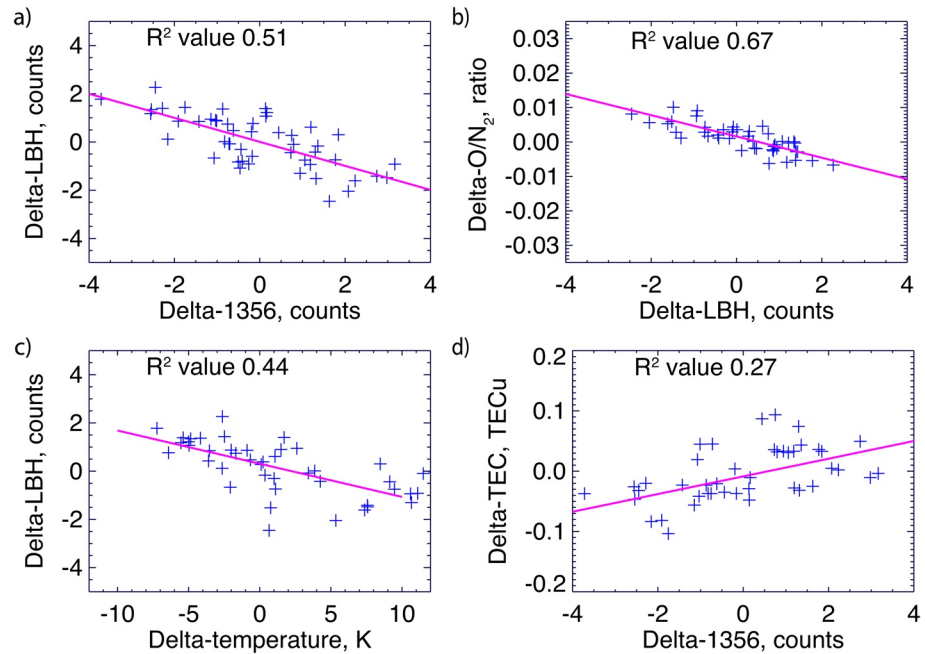 a)
R² value 0.51
4
2
0
-2
-4
Delta-LBH, counts
-4 -2 0 2 4
Delta-1356, counts
b)
R² value 0.67
0.03
0.02
0.01
0.00
-0.01
-0.02
-0.03
Delta-O/N₂, ratio
-4 -2 0 2 4
Delta-LBH, counts
c)
R² value 0.44
4
2
0
-2
-4
Delta-LBH, counts
-10 -5 0 5 10
Delta-temperature, K
d)
R² value 0.27
0.2
0.1
0.0
-0.1
-0.2
Delta-TEC, TECu
-4 -2 0 2 4
Delta-1356, counts